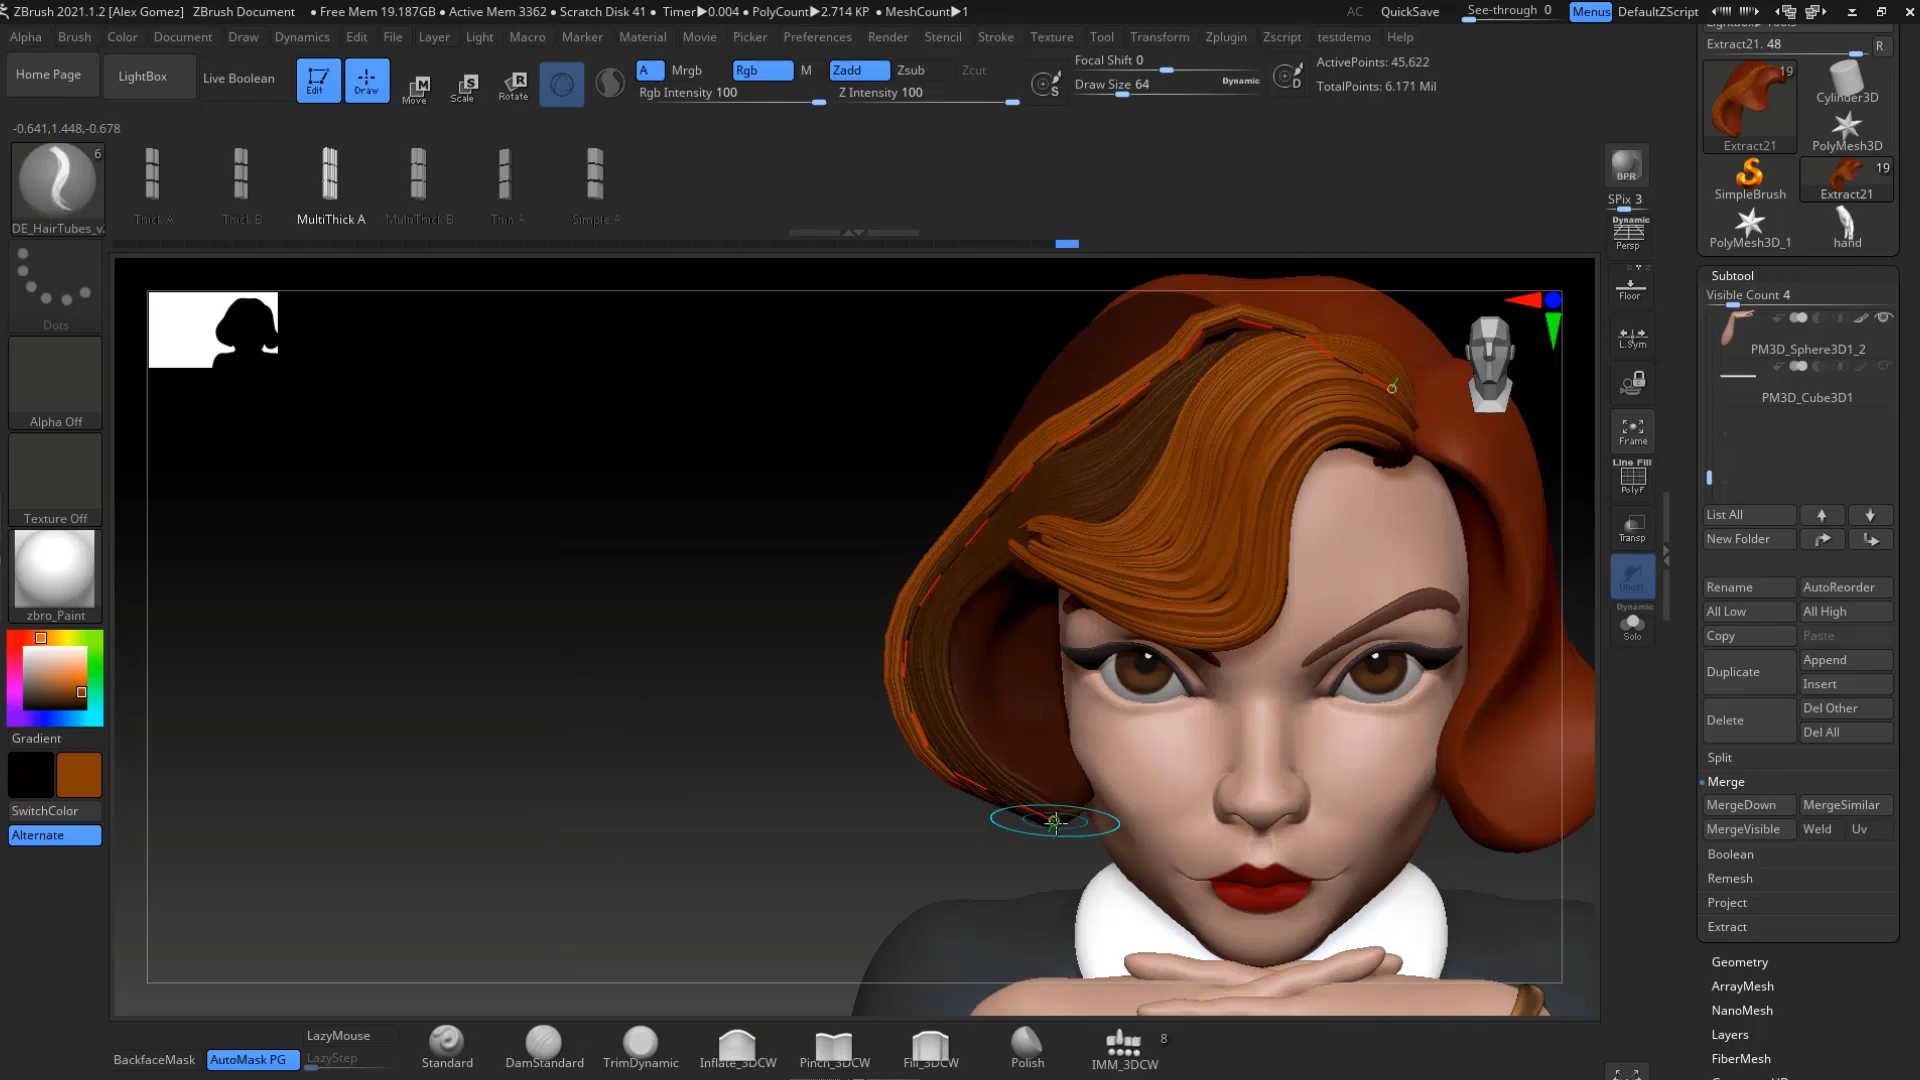 ZBrush 2021.1.2 [Alex Gomez] ZBrush Document • Free Mem 19.187GB • Active Mem 3362 • Scratch Disk 41 • Timer▶0.004 • PolyCount▶2.714 KP • MeshCount▶1 AC QuickSave See-through 0 Menus DefaultZScript
Alpha Brush Color Document Draw Dynamics Edit File Layer Light Macro Marker Material Movie Picker Preferences Render Stencil Stroke Texture Tool Transform Zplugin Zscript testdemo Help
Home Page LightBox Live Boolean Edit Draw Move Scale Rotate
A Mrgb Rgb M Zadd Zsub Zcut
Rgb Intensity 100 Z Intensity 100
S
Focal Shift 0
Draw Size 64 Dynamic
D
ActivePoints: 45,622
TotalPoints: 6.171 Mil
-0.641,1.448,-0.678
6
DE_HairTubes_v.
Thick A Thick B MultiThick A MultiThick B Thin A Simple A
Dots
Alpha Off
Texture Off
zbro_Paint
Gradient
SwitchColor
Alternate
BPR
SPix 3
Dynamic
Persp
Floor
L.Sym
Frame
Line Fill
PolyF
Transp
Ghost
Dynamic
Solo
Extract21. 48 R
19
Extract21
Cylinder3D
PolyMesh3D
SimpleBrush
19
Extract21
PolyMesh3D_1
hand
Subtool
Visible Count 4
PM3D_Sphere3D1_2
PM3D_Cube3D1
List All
New Folder
Rename AutoReorder
All Low All High
Copy Paste
Duplicate Append
Insert
Delete Del Other
Del All
Split
Merge
MergeDown MergeSimilar
MergeVisible Weld Uv
Boolean
Remesh
Project
Extract
Geometry
ArrayMesh
NanoMesh
Layers
FiberMesh
BackfaceMask AutoMask PG
LazyMouse
LazyStep
Standard DamStandard TrimDynamic Inflate_3DCW Pinch_3DCW Fill_3DCW Polish IMM_3DCW
8